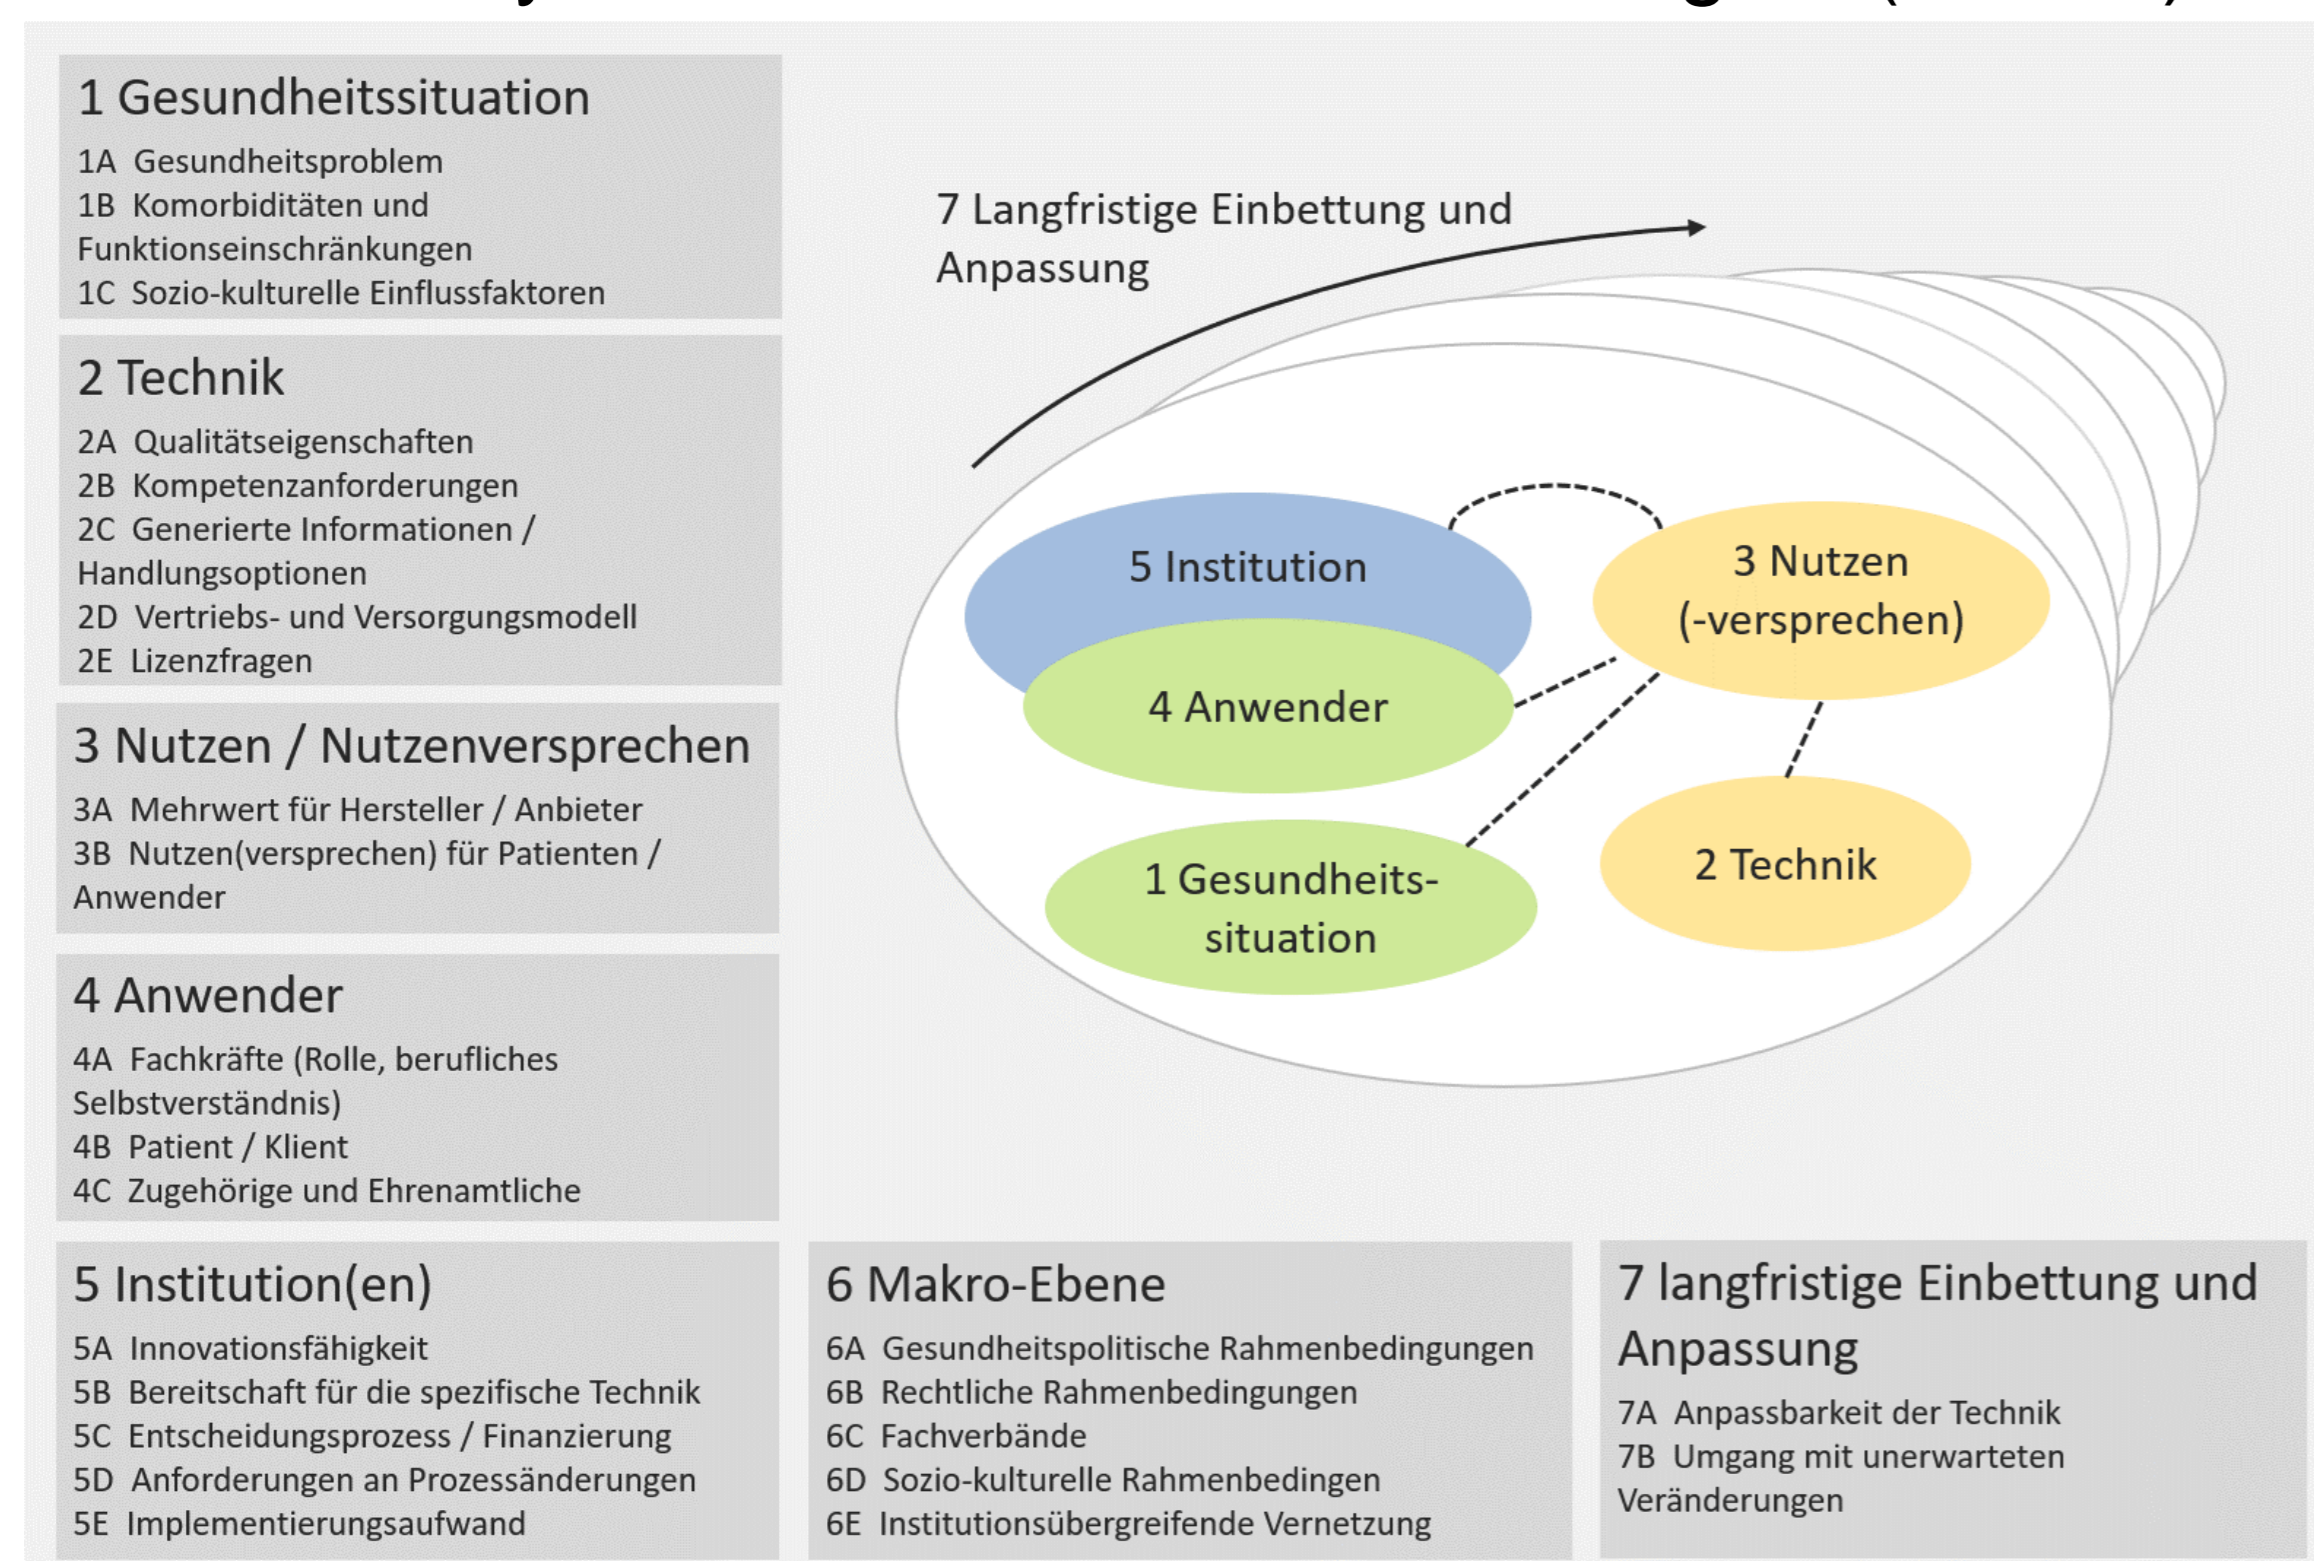 1 Gesundheitssituation
1A Gesundheitsproblem
1B Komorbiditäten und
Funktionseinschränkungen
1C Sozio-kulturelle Einflussfaktoren
2 Technik
2A Qualitätseigenschaften
2B Kompetenzanforderungen
2C Generierte Informationen /
Handlungsoptionen
2D Vertriebs- und Versorgungsmodell
2E Lizenzfragen
3 Nutzen / Nutzenversprechen
3A Mehrwert für Hersteller / Anbieter
3B Nutzen(versprechen) für Patienten /
Anwender
4 Anwender
4A Fachkräfte (Rolle, berufliches
Selbstverständnis)
4B Patient / Klient
4C Zugehörige und Ehrenamtliche
5 Institution(en)
5A Innovationsfähigkeit
5B Bereitschaft für die spezifische Technik
5C Entscheidungsprozess / Finanzierung
5D Anforderungen an Prozessänderungen
5E Implementierungsaufwand
7 Langfristige Einbettung und
Anpassung
5 Institution
3 Nutzen
(-versprechen)
4 Anwender
1 Gesundheits-
situation
2 Technik
6 Makro-Ebene
6A Gesundheitspolitische Rahmenbedingungen
6B Rechtliche Rahmenbedingungen
6C Fachverbände
6D Sozio-kulturelle Rahmenbedingen
6E Institutionsübergreifende Vernetzung
7 langfristige Einbettung und
Anpassung
7A Anpassbarkeit der Technik
7B Umgang mit unerwarteten
Veränderungen